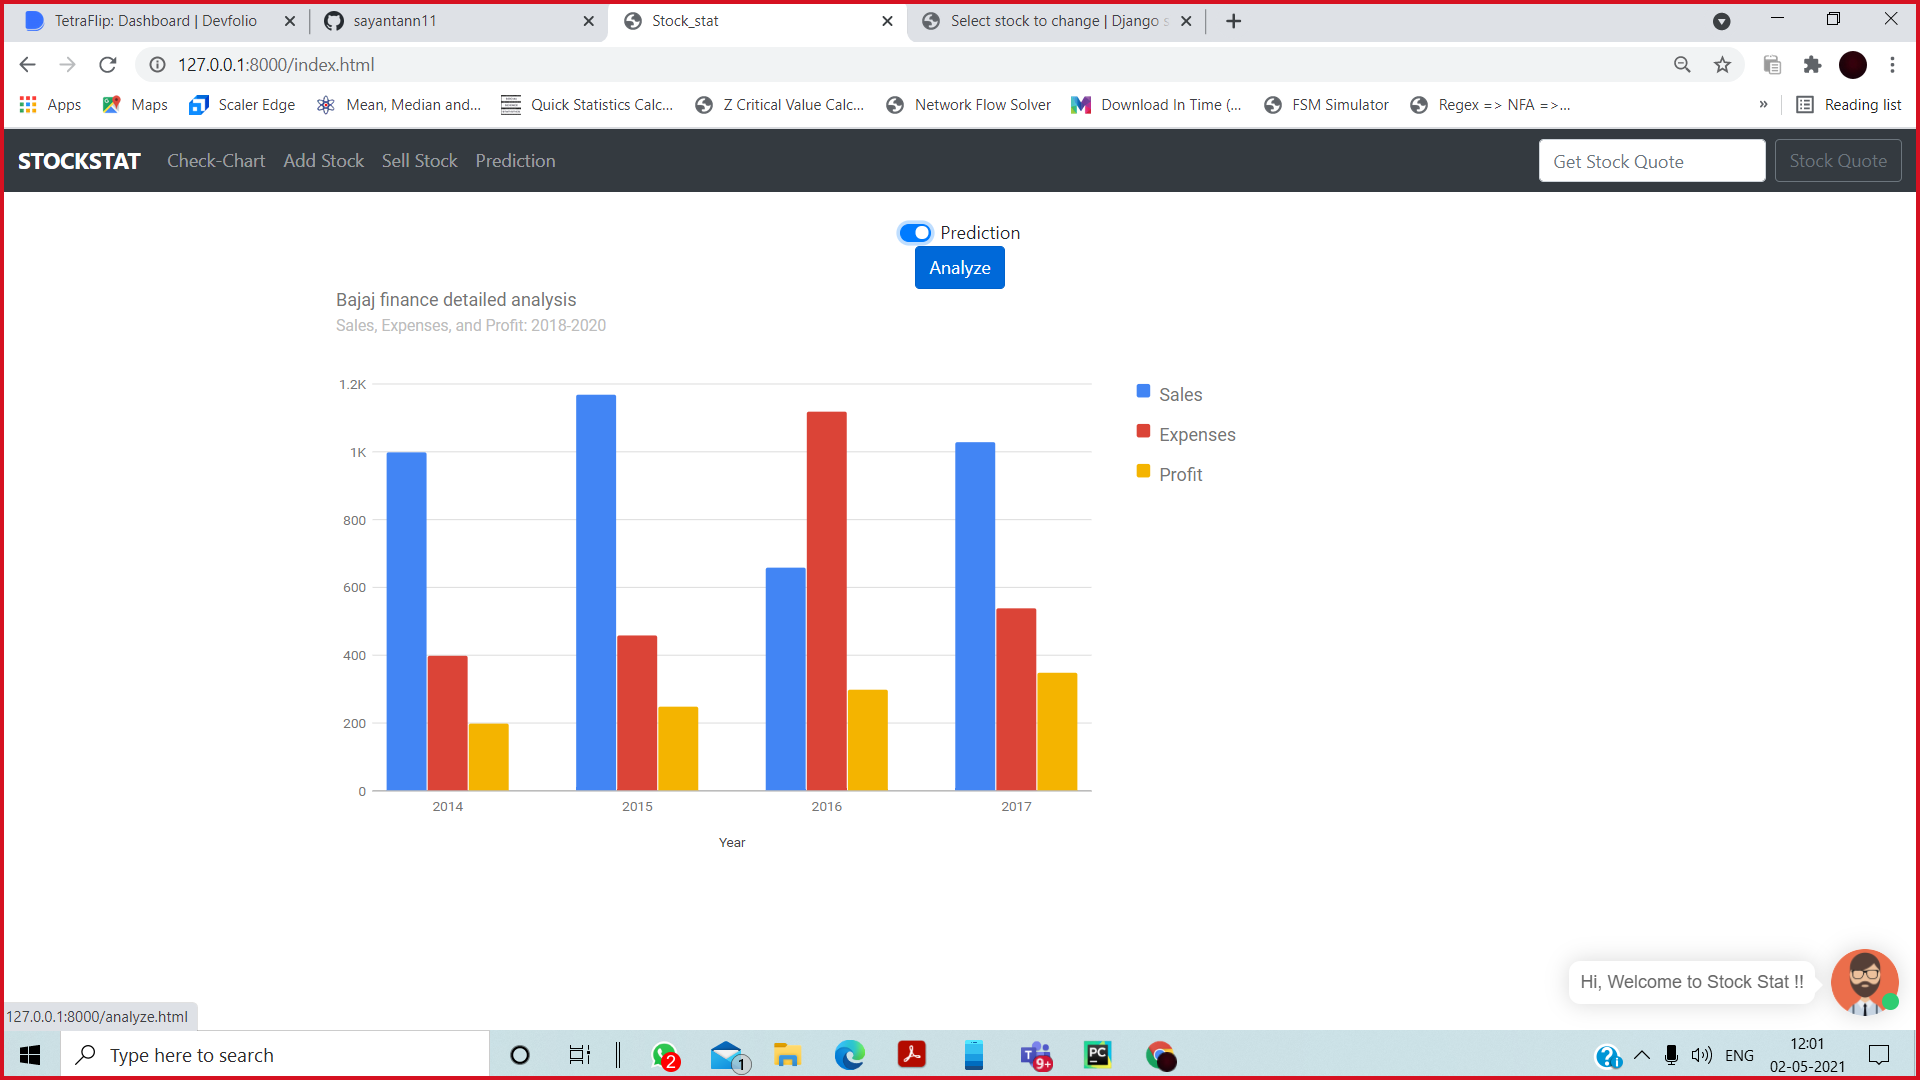 TetraFlip: Dashboard | Devfolio
sayantann11
Stock_stat
Select stock to change | Django s
127.0.0.1:8000/index.html
Apps
Maps
Scaler Edge
Mean, Median and...
Quick Statistics Calc...
Z Critical Value Calc...
Network Flow Solver
Download In Time (...
FSM Simulator
Regex => NFA =>...
»
Reading list
STOCKSTAT
Check-Chart
Add Stock
Sell Stock
Prediction
Get Stock Quote
Stock Quote
Prediction
Analyze
Bajaj finance detailed analysis
Sales, Expenses, and Profit: 2018-2020
1.2K
1K
800
600
400
200
0
2014
2015
2016
2017
Year
Sales
Expenses
Profit
Hi, Welcome to Stock Stat !!
127.0.0.1:8000/analyze.html
Type here to search
2
1
9+
PC
ENG
12:01
02-05-2021